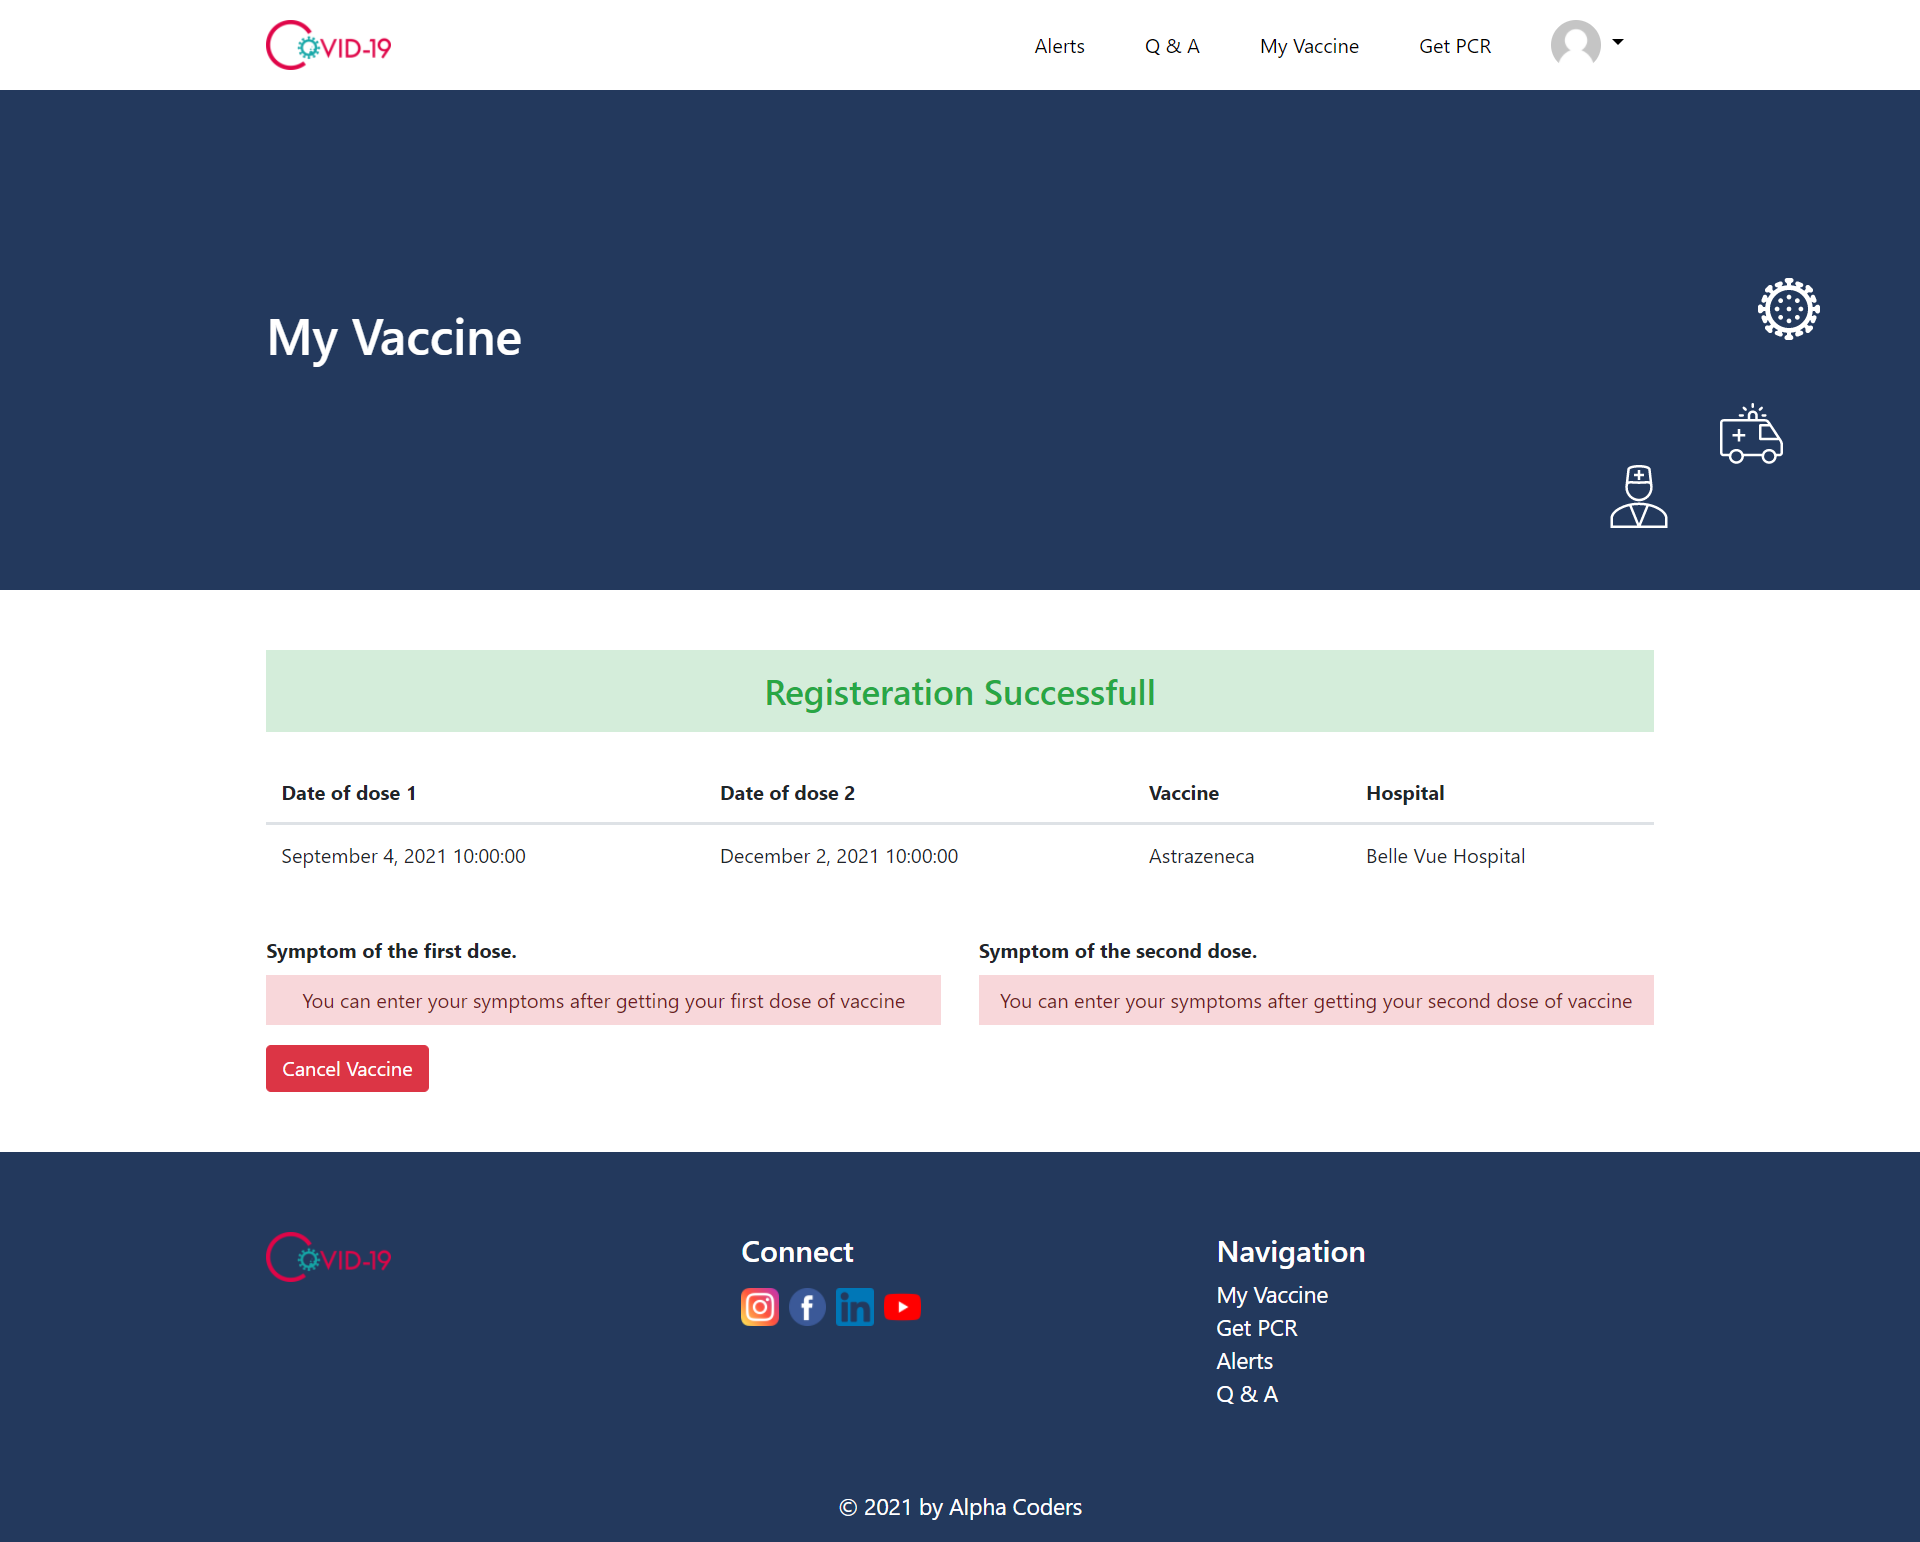 COVID-19
Alerts Q & A My Vaccine Get PCR
My Vaccine
Registeration Successfull
Date of dose 1 Date of dose 2 Vaccine Hospital
September 4, 2021 10:00:00 December 2, 2021 10:00:00 Astrazeneca Belle Vue Hospital
Symptom of the first dose. Symptom of the second dose.
You can enter your symptoms after getting your first dose of vaccine You can enter your symptoms after getting your second dose of vaccine
Cancel Vaccine
COVID-19
Connect
Navigation
My Vaccine
Get PCR
Alerts
Q & A
© 2021 by Alpha Coders